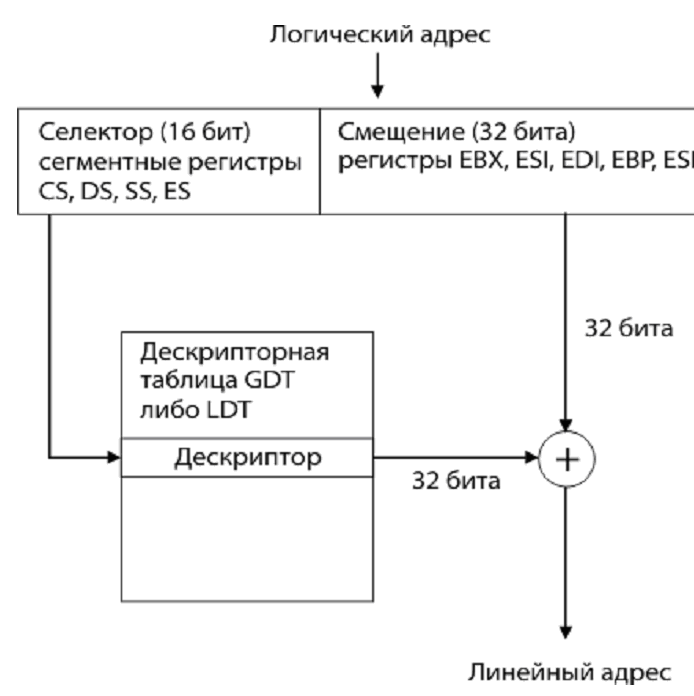 Логический адрес
Селектор (16 бит)
сегментные регистры
CS, DS, SS, ES
Смещение (32 бита)
регистры EBX, ESI, EDI, EBP,
32 бита
Дескрипторная
таблица GDT
либо LDT
Дескриптор
32 бита
+
Линейный адрес